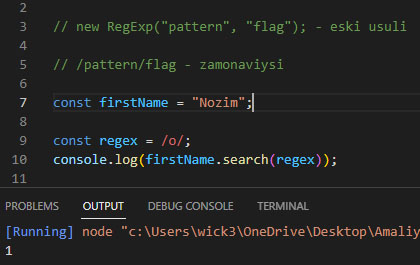 2
3 // new RegExp("pattern", "flag"); - eski usuli
4
5 // /pattern/flag - zamonaviysi
6
7 const firstName = "Nozim";
8
9 const regex = /o/;
10 console.log(firstName.search(regex));
PROBLEMS OUTPUT DEBUG CONSOLE TERMINAL
[Running] node "c:\Users\wick3\OneDrive\Desktop\Amaliy
1